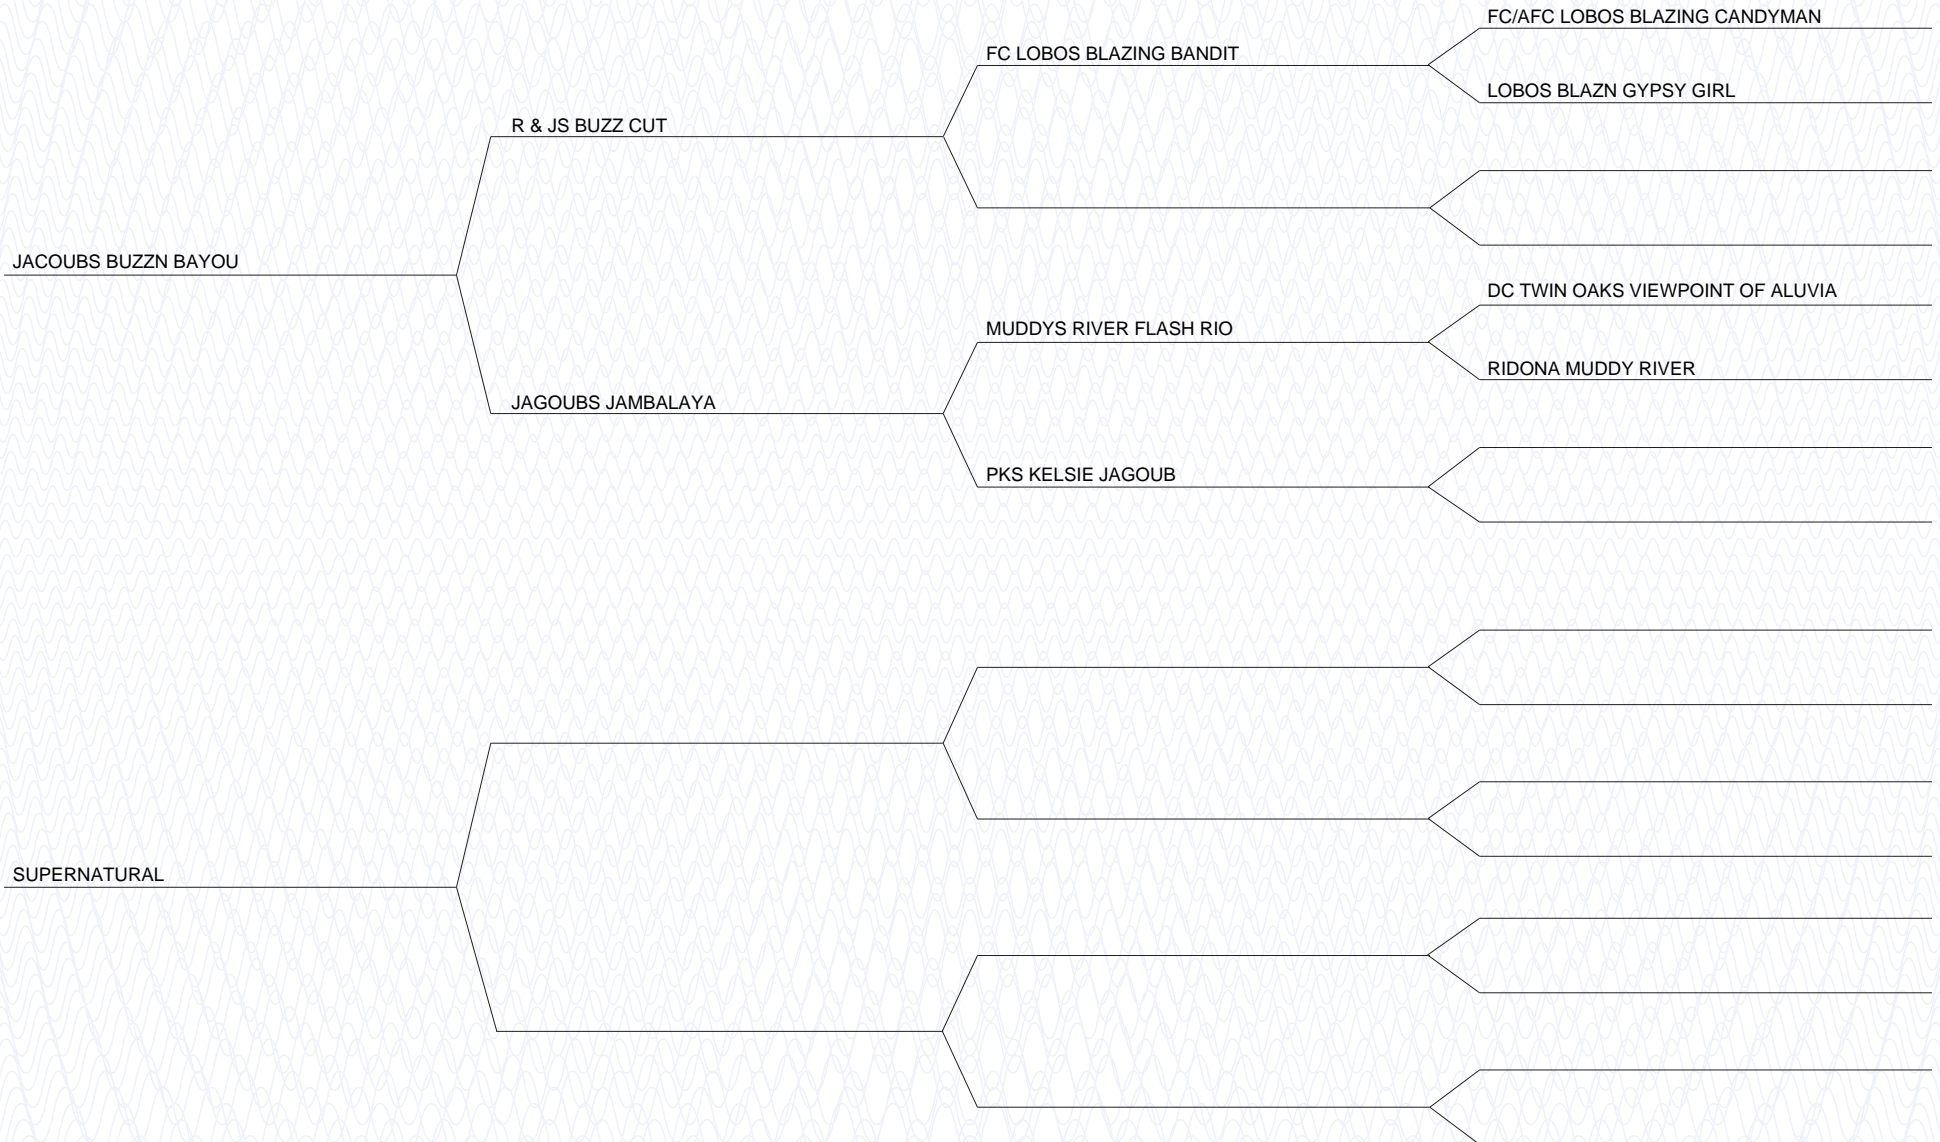 FC/AFC LOBOS BLAZING CANDYMAN
FC LOBOS BLAZING BANDIT
LOBOS BLAZN GYPSY GIRL
R & JS BUZZ CUT
JACOUBS BUZZN BAYOU
DC TWIN OAKS VIEWPOINT OF ALUVIA
MUDDYS RIVER FLASH RIO
RIDONA MUDDY RIVER
JAGOUBS JAMBALAYA
PKS KELSIE JAGOUB
SUPERNATURAL